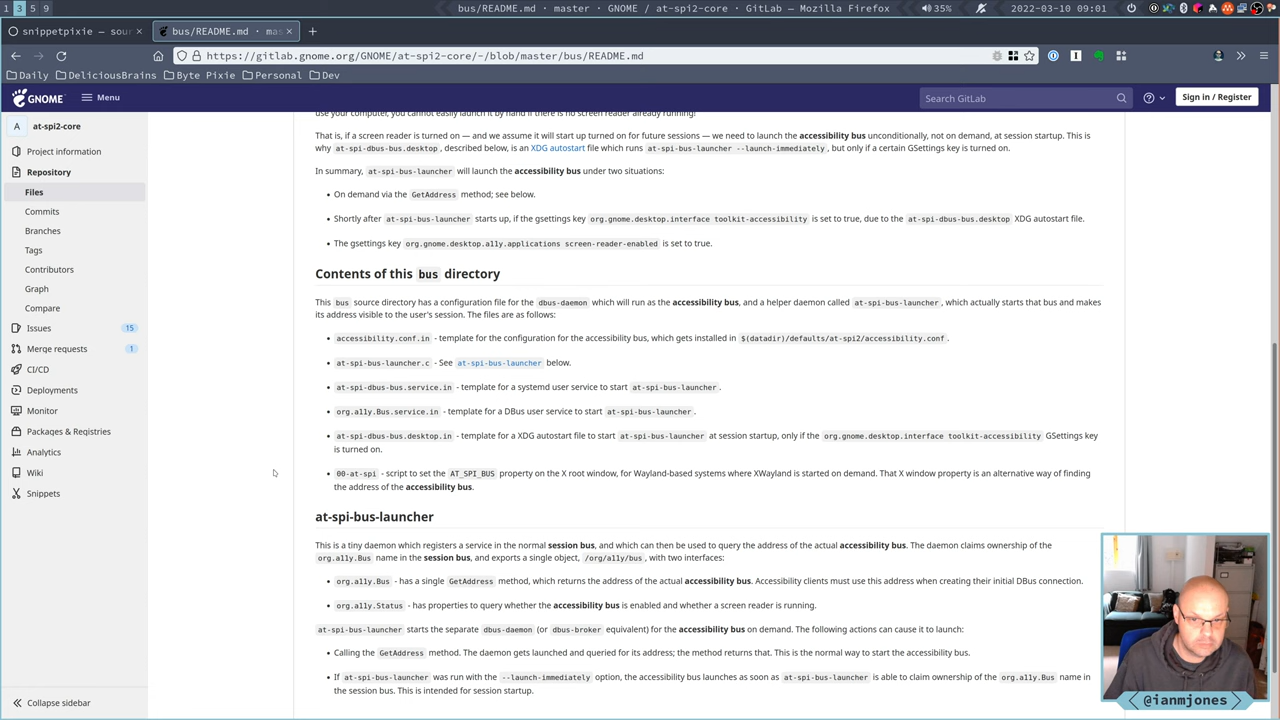 1 3 5 9
bus/README.md · master · GNOME / at-spi2-core · GitLab — Mozilla Firefox
35%
2022-03-10 09:01
snippetpixie — sour
bus/README.md · mas
https://gitlab.gnome.org/GNOME/at-spi2-core/-/blob/master/bus/README.md
Daily DeliciousBrains Byte Pixie Personal Dev
GNOME Menu
Search GitLab
Sign in / Register
A at-spi2-core
Project information
Repository
Files
Commits
Branches
Tags
Contributors
Graph
Compare
Issues 15
Merge requests 1
CI/CD
Deployments
Monitor
Packages & Registries
Analytics
Wiki
Snippets
Collapse sidebar
use your computer, you cannot easily launch it by hand if there is no screen reader already running!
That is, if a screen reader is turned on — and we assume it will start up turned on for future sessions — we need to launch the accessibility bus unconditionally, not on demand, at session startup. This is
why at-spi-dbus-bus.desktop, described below, is an XDG autostart file which runs at-spi-bus-launcher --launch-immediately, but only if a certain GSettings key is turned on.
In summary, at-spi-bus-launcher will launch the accessibility bus under two situations:
• On demand via the GetAddress method; see below.
• Shortly after at-spi-bus-launcher starts up, if the gsettings key org.gnome.desktop.interface toolkit-accessibility is set to true, due to the at-spi-dbus-bus.desktop XDG autostart file.
• The gsettings key org.gnome.desktop.a11y.applications screen-reader-enabled is set to true.
Contents of this bus directory
This bus source directory has a configuration file for the dbus-daemon which will run as the accessibility bus, and a helper daemon called at-spi-bus-launcher, which actually starts that bus and makes
its address visible to the user's session. The files are as follows:
• accessibility.conf.in - template for the configuration for the accessibility bus, which gets installed in $(datadir)/defaults/at-spi2/accessibility.conf.
• at-spi-bus-launcher.c - See at-spi-bus-launcher below.
• at-spi-dbus-bus.service.in - template for a systemd user service to start at-spi-bus-launcher.
• org.a11y.Bus.service.in - template for a DBus user service to start at-spi-bus-launcher.
• at-spi-dbus-bus.desktop.in - template for a XDG autostart file to start at-spi-bus-launcher at session startup, only if the org.gnome.desktop.interface toolkit-accessibility GSettings key
is turned on.
• 00-at-spi - script to set the AT_SPI_BUS property on the X root window, for Wayland-based systems where XWayland is started on demand. That X window property is an alternative way of finding
the address of the accessibility bus.
at-spi-bus-launcher
This is a tiny daemon which registers a service in the normal session bus, and which can then be used to query the address of the actual accessibility bus. The daemon claims ownership of the
org.a11y.Bus name in the session bus, and exports a single object, /org/a11y/bus, with two interfaces:
• org.a11y.Bus - has a single GetAddress method, which returns the address of the actual accessibility bus. Accessibility clients must use this address when creating their initial DBus connection.
• org.a11y.Status - has properties to query whether the accessibility bus is enabled and whether a screen reader is running.
at-spi-bus-launcher starts the separate dbus-daemon (or dbus-broker equivalent) for the accessibility bus on demand. The following actions can cause it to launch:
• Calling the GetAddress method. The daemon gets launched and queried for its address; the method returns that. This is the normal way to start the accessibility bus.
• If at-spi-bus-launcher was run with the --launch-immediately option, the accessibility bus launches as soon as at-spi-bus-launcher is able to claim ownership of the org.a11y.Bus name in
the session bus. This is intended for session startup.
@ianmjones